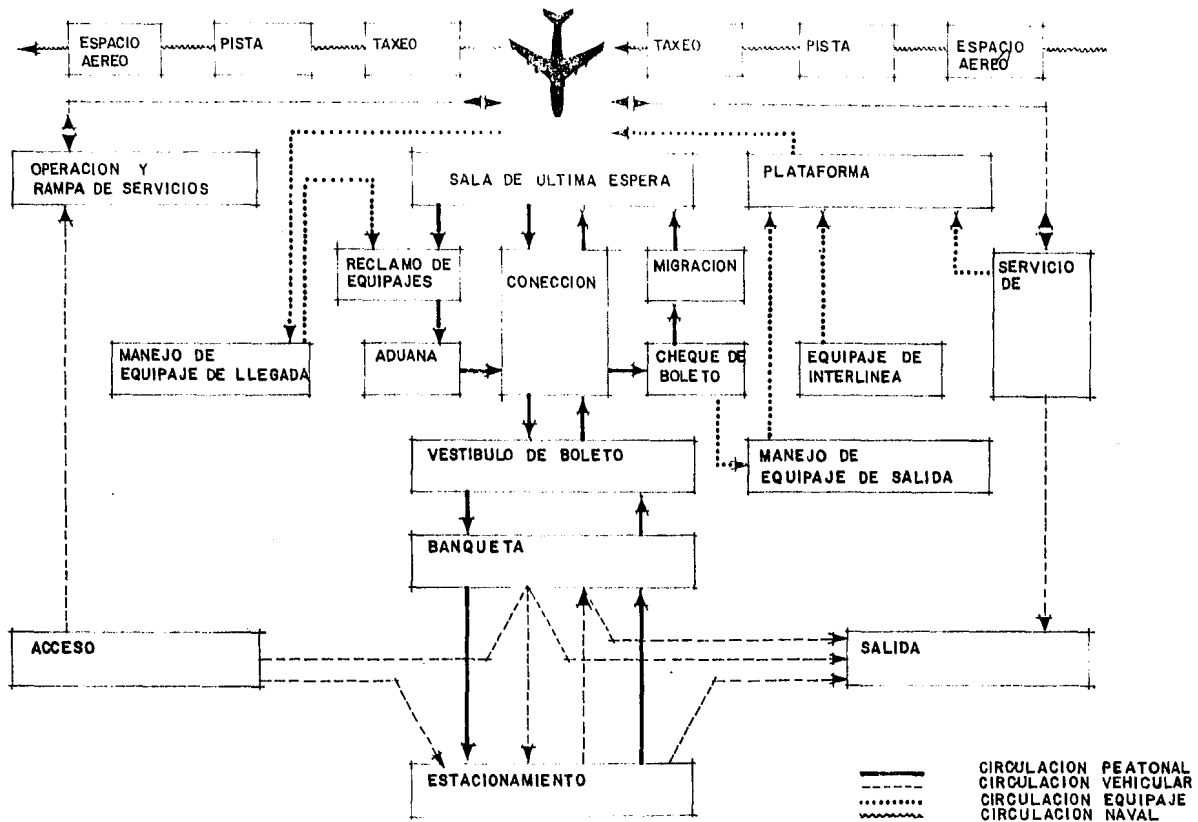 ESPACIO AEREO
PISTA
TAXEO
TAXEO
PISTA
ESPACIO AEREO
OPERACION Y
RAMPA DE SERVICIOS
SALA DE ULTIMA ESPERA
PLATAFORMA
RECLAMO DE
EQUIPAJES
CONECCION
MIGRACION
SERVICIO
DE
MANEJO DE
EQUIPAJE DE LLEGADA
ADUANA
CHEQUE DE
BOLETO
EQUIPAJE DE
INTERLINEA
VESTIBULO DE BOLETO
MANEJO DE
EQUIPAJE DE SALIDA
BANQUETA
ACCESO
SALIDA
ESTACIONAMIENTO
CIRCULACION PEATONAL
CIRCULACION VEHICULAR
CIRCULACION EQUIPAJE
CIRCULACION NAVAL